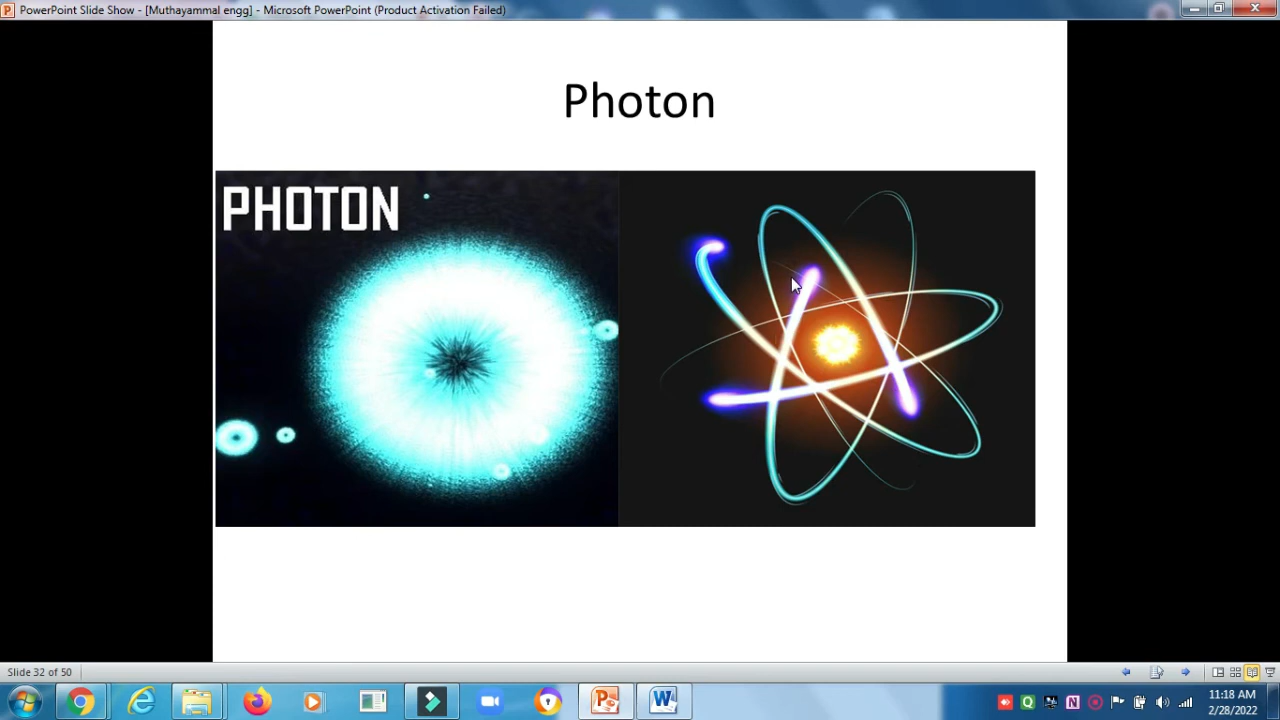 PowerPoint Slide Show - [Muthayammal engg] - Microsoft PowerPoint (Product Activation Failed)
Photon
PHOTON
Slide 32 of 50
11:18 AM
2/28/2022